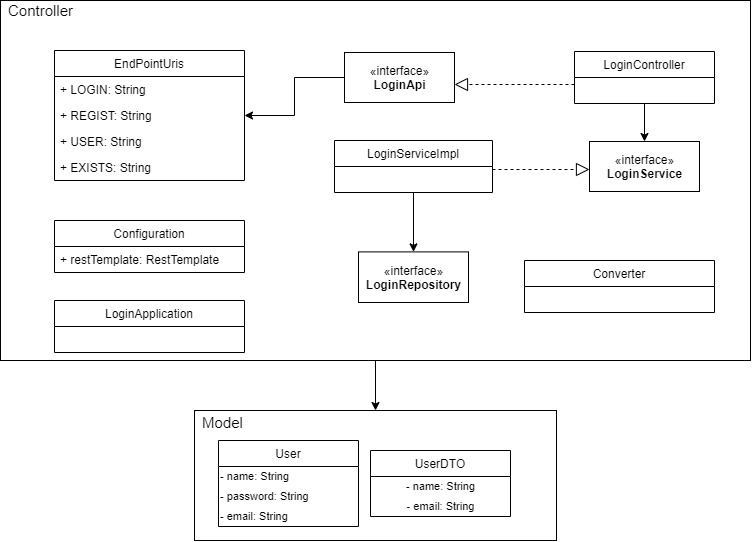 Controller
EndPointUris
+ LOGIN: String
+ REGIST: String
+ USER: String
+ EXISTS: String
«interface»
LoginApi
LoginController
LoginServiceImpl
«interface»
LoginService
Configuration
+ restTemplate: RestTemplate
«interface»
LoginRepository
Converter
LoginApplication
Model
User
- name: String
- password: String
- email: String
UserDTO
- name: String
- email: String